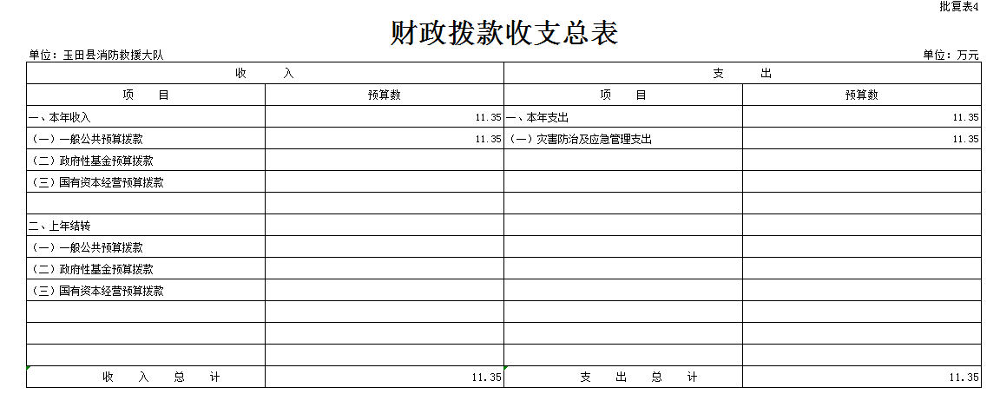 批复表4
财政拨款收支总表
单位：玉田县消防救援大队 单位：万元
收 入 支 出
项 目 预算数 项 目 预算数
一、本年收入 11.35 一、本年支出 11.35
（一）一般公共预算拨款 11.35 （一）灾害防治及应急管理支出 11.35
（二）政府性基金预算拨款
（三）国有资本经营预算拨款
二、上年结转
（一）一般公共预算拨款
（二）政府性基金预算拨款
（三）国有资本经营预算拨款
收 入 总 计 11.35 支 出 总 计 11.35